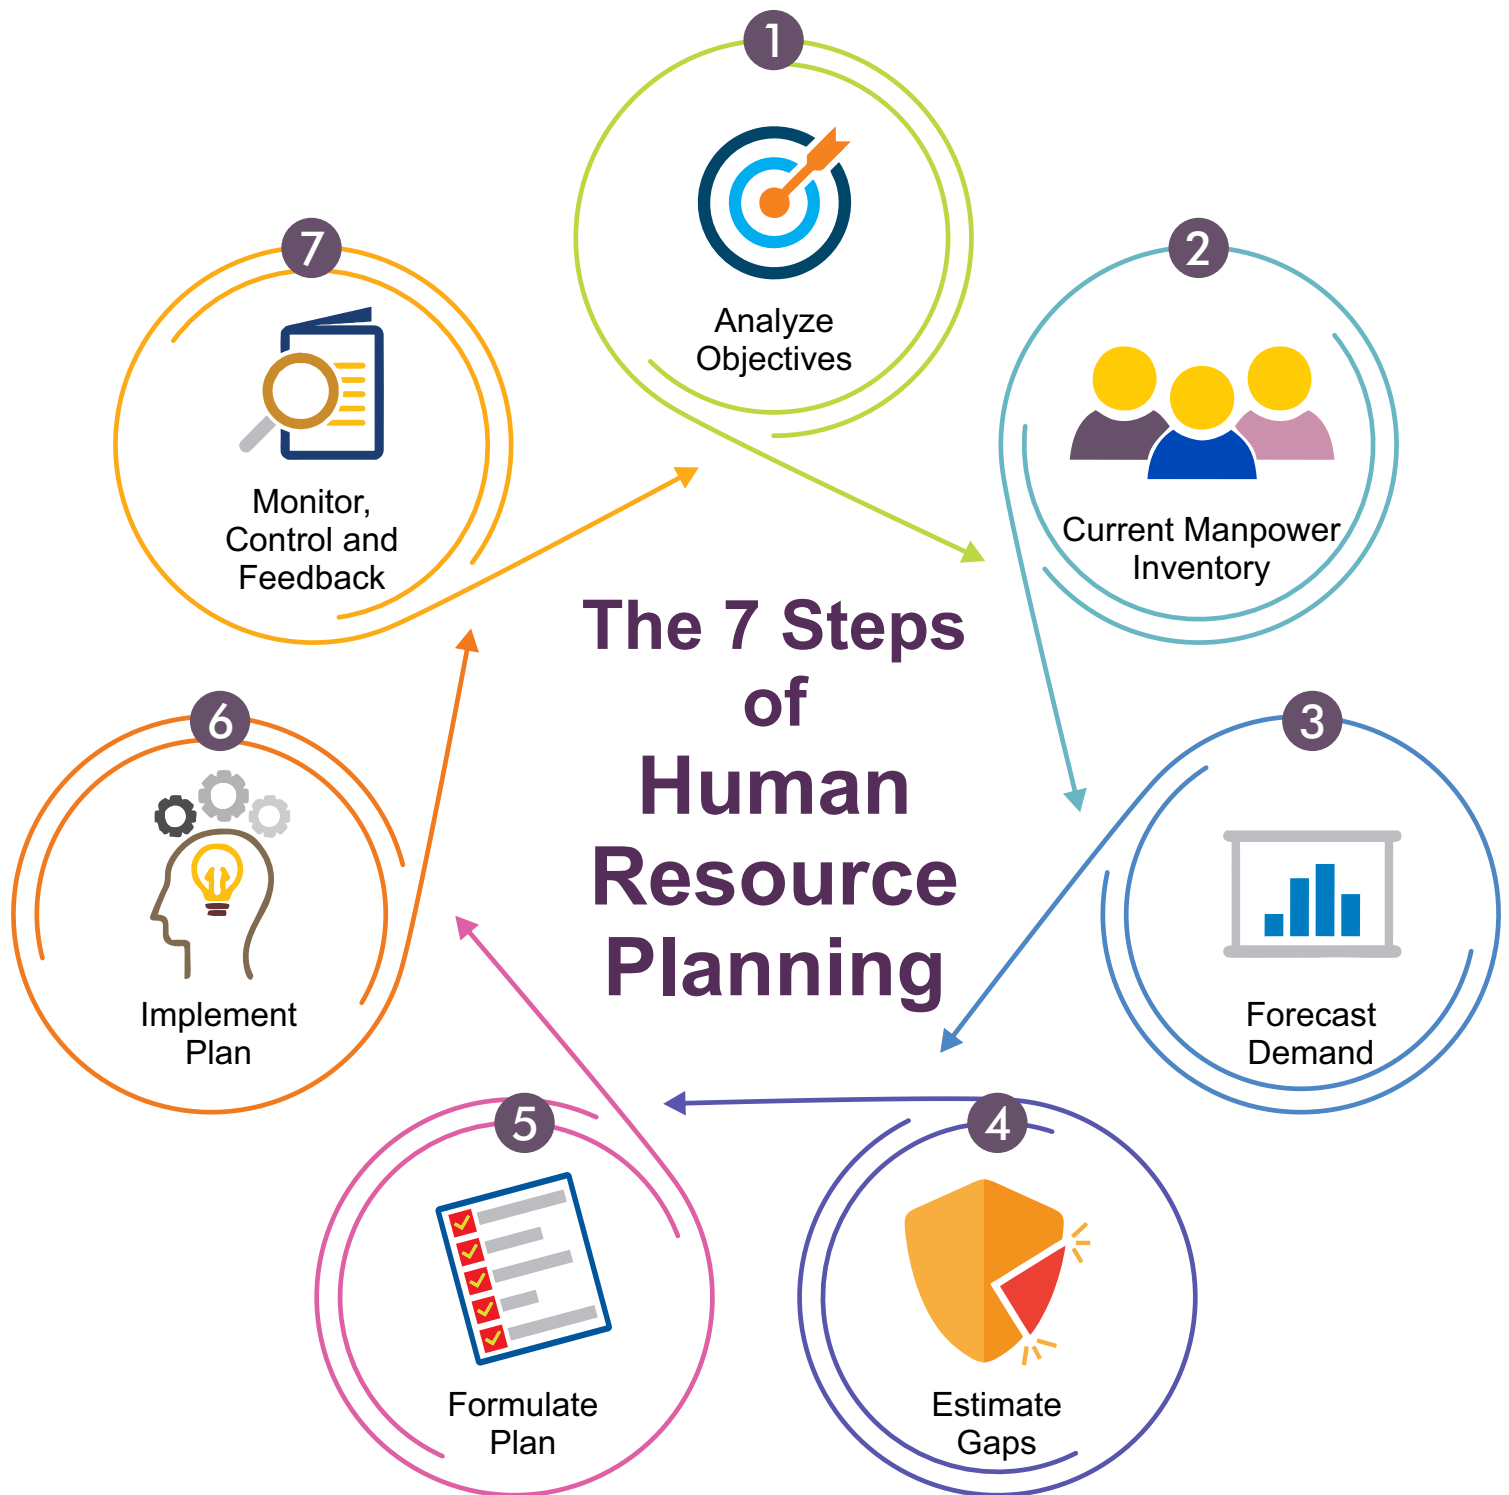 1
Analyze
Objectives
2
Current Manpower
Inventory
3
Forecast
Demand
4
Estimate
Gaps
5
Formulate
Plan
6
Implement
Plan
7
Monitor,
Control and
Feedback
The 7 Steps
of
Human
Resource
Planning